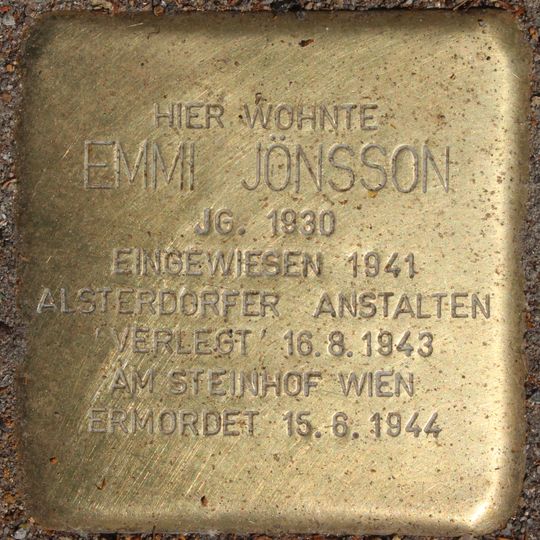 HIER WOHNTE
EMMI JÖNSSON
JG. 1930
EINGEWIESEN 1941
ALSTERDORFER ANSTALTEN
'VERLEGT' 16.8.1943
AM STEINHOF WIEN
ERMORDET 15.6.1944